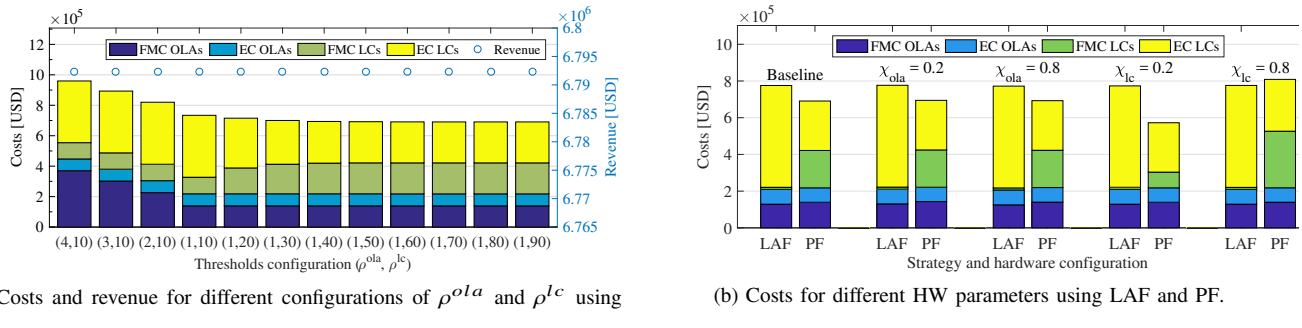 ×10⁵
×10⁶
FMC OLAs EC OLAs FMC LCs EC LCs Revenue
Costs [USD]
12
10
8
6
4
2
0
6.8
6.795
6.79
6.785
6.78
6.775
6.77
6.765
Revenue [USD]
(4,10) (3,10) (2,10) (1,10) (1,20) (1,30) (1,40) (1,50) (1,60) (1,70) (1,80) (1,90)
Thresholds configuration (ρ^ola, ρ^lc)
Costs and revenue for different configurations of ρ^ola and ρ^lc using
×10⁵
FMC OLAs EC OLAs FMC LCs EC LCs
Baseline χ_ola = 0.2 χ_ola = 0.8 χ_lc = 0.2 χ_lc = 0.8
Costs [USD]
10
8
6
4
2
0
LAF PF LAF PF LAF PF LAF PF LAF PF
Strategy and hardware configuration
(b) Costs for different HW parameters using LAF and PF.